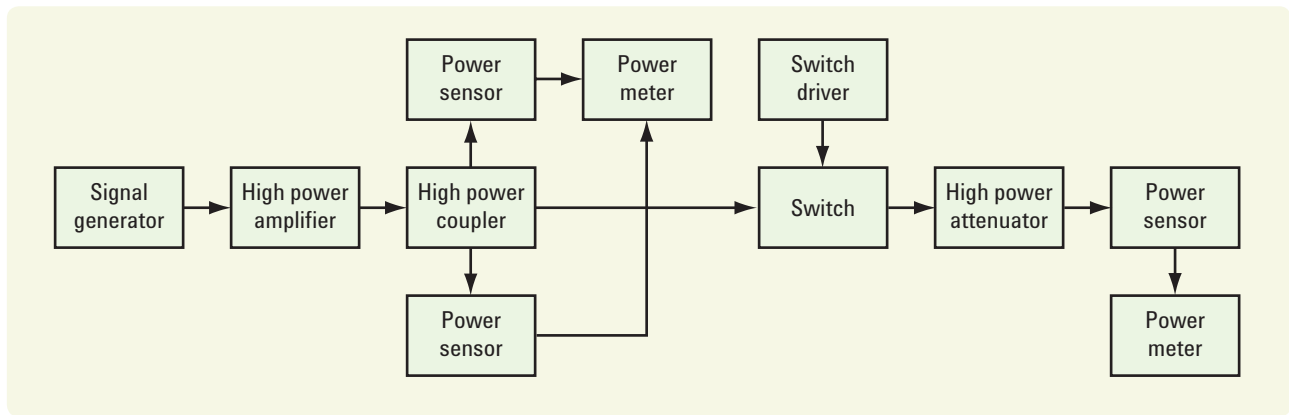 Power
sensor
Power
meter
Switch
driver
Signal
generator
High power
amplifier
High power
coupler
Switch
High power
attenuator
Power
sensor
Power
sensor
Power
meter